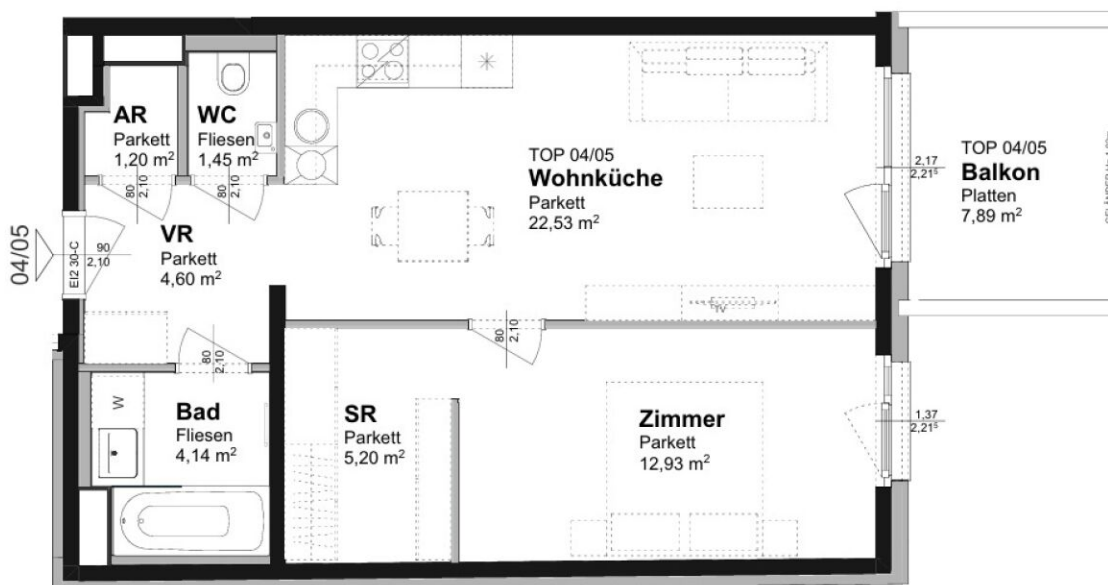 AR
Parkett
1,20 m²
WC
Fliesen
1,45 m²
80
2,10
80
2,10
04/05
EI2 30-C
90
2,10
VR
Parkett
4,60 m²
TOP 04/05
Wohnküche
Parkett
22,53 m²
TV
2,17
2,21⁵
TOP 04/05
Balkon
Platten
7,89 m²
80
2,10
80
2,10
W
Bad
Fliesen
4,14 m²
SR
Parkett
5,20 m²
Zimmer
Parkett
12,93 m²
1,37
2,21⁵